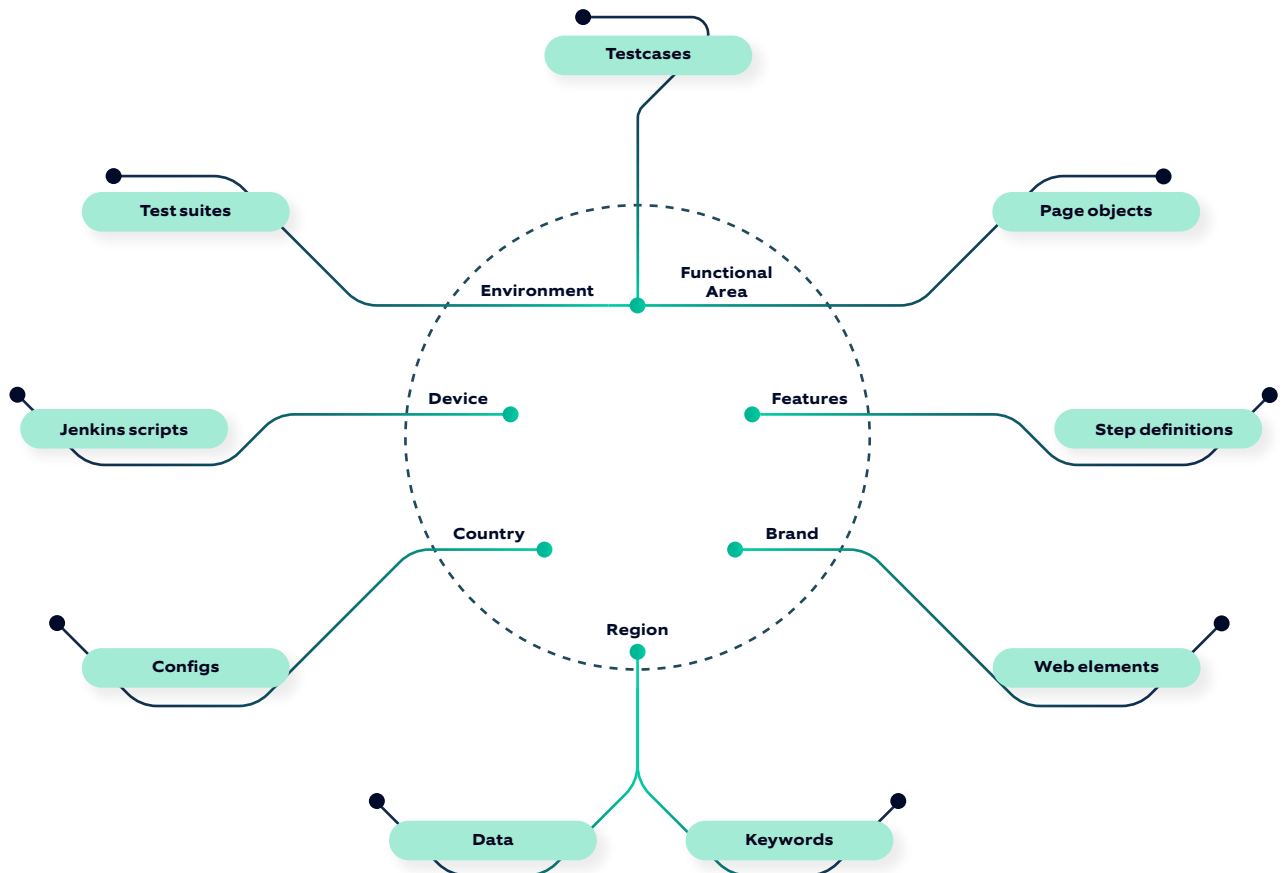 Testcases
Test suites
Page objects
Environment
Functional
Area
Device
Features
Jenkins scripts
Step definitions
Country
Brand
Region
Configs
Web elements
Data
Keywords